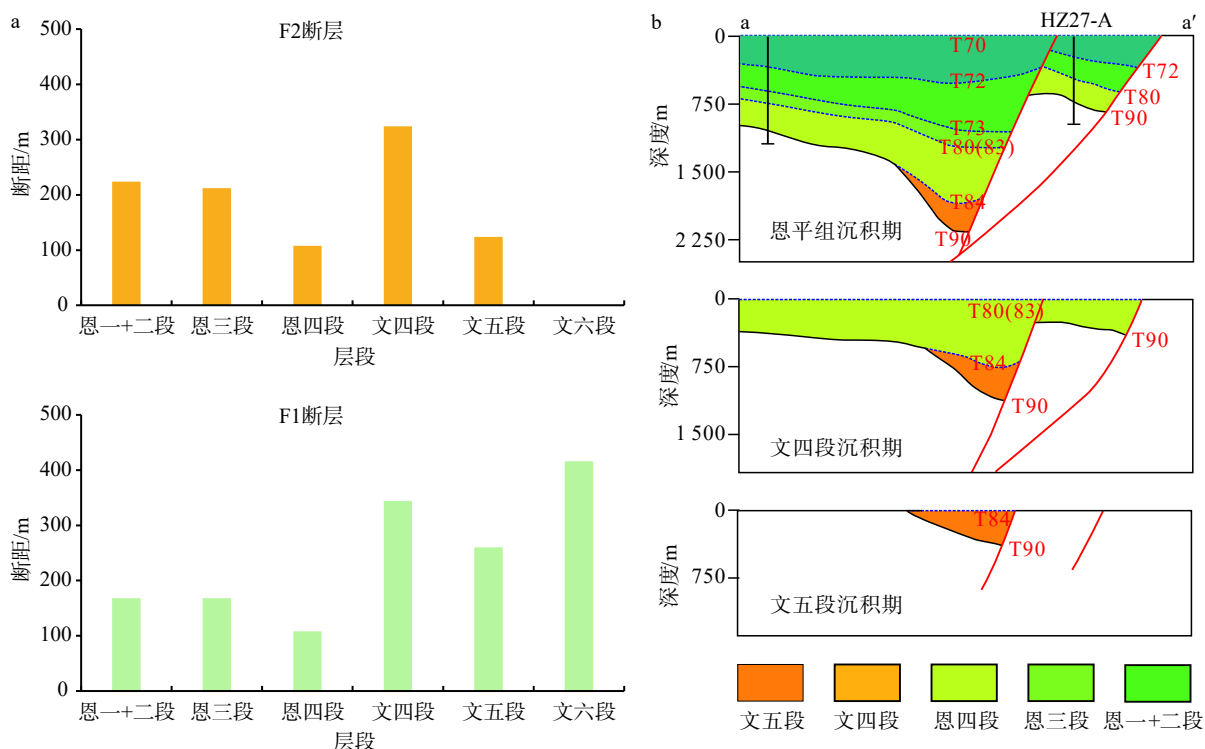 a
F2断层
500
400
300
200
100
0
断距/m
恩一+二段 恩三段 恩四段 文四段 文五段 文六段
层段
F1断层
500
400
300
200
100
0
断距/m
恩一+二段 恩三段 恩四段 文四段 文五段 文六段
层段
b
a HZ27-A a′
0
750
1 500
2 250
深度/m
T70
T72
T73
T80(83)
T84
T90
T72
T80
T90
恩平组沉积期
0
750
1 500
深度/m
T80(83)
T84
T90
T90
文四段沉积期
0
750
深度/m
T84
T90
文五段沉积期
文五段 文四段 恩四段 恩三段 恩一+二段